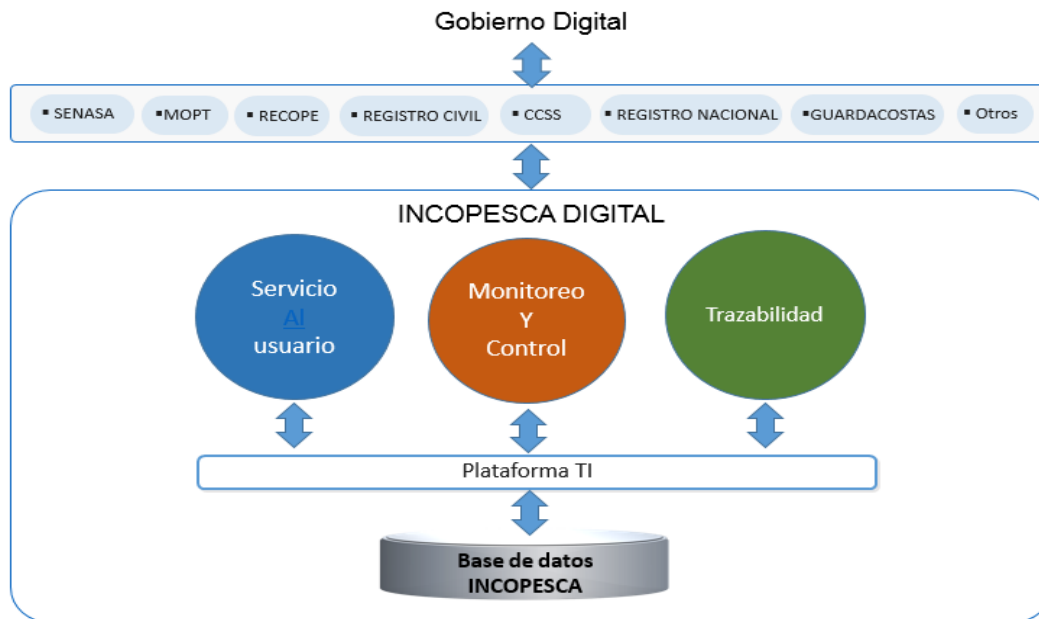 Gobierno Digital
▪ SENASA ▪MOPT ▪ RECOPE ▪ REGISTRO CIVIL ▪ CCSS ▪ REGISTRO NACIONAL ▪GUARDACOSTAS ▪ Otros
INCOPESCA DIGITAL
Servicio
Al
usuario
Monitoreo
Y
Control
Trazabilidad
Plataforma TI
Base de datos
INCOPESCA